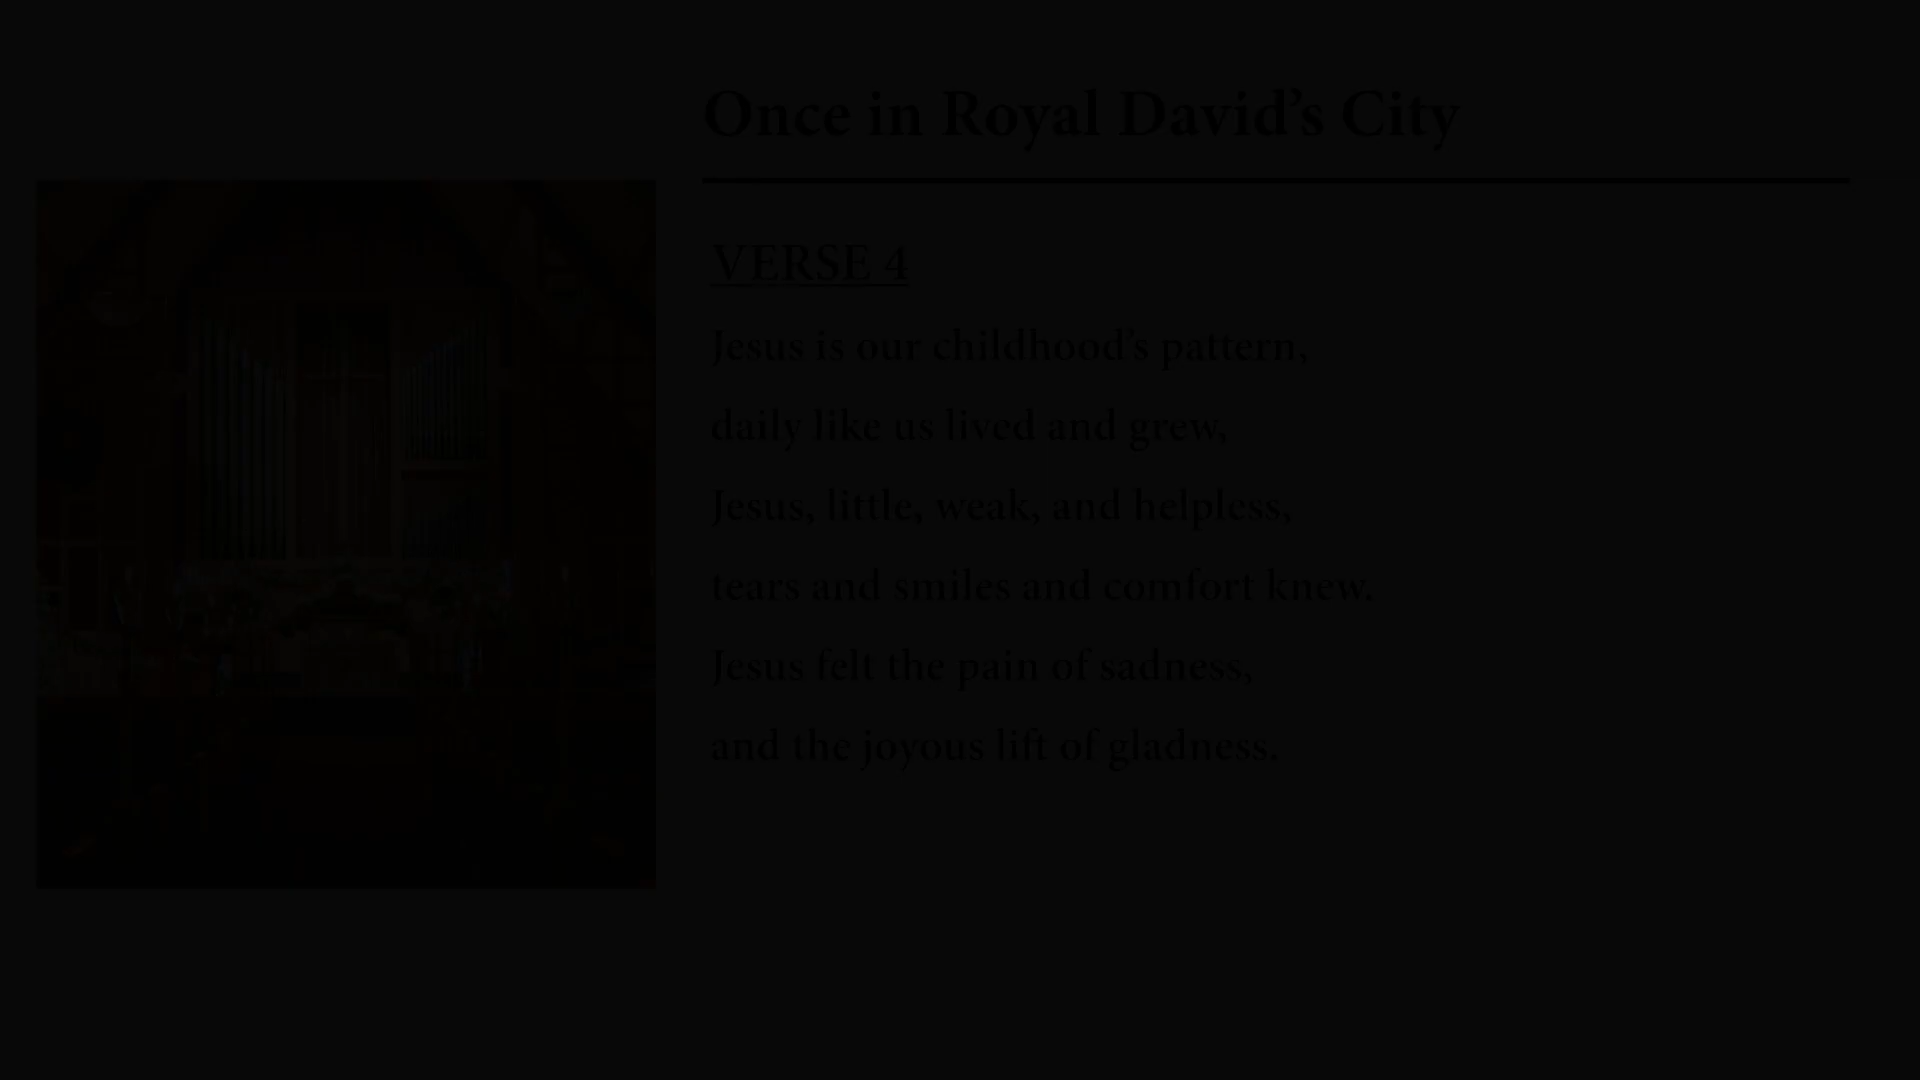 Once in Royal David’s City
VERSE 4
Jesus is our childhood’s pattern,
daily like us lived and grew,
Jesus, little, weak, and helpless,
tears and smiles and comfort knew.
Jesus felt the pain of sadness,
and the joyous lift of gladness.